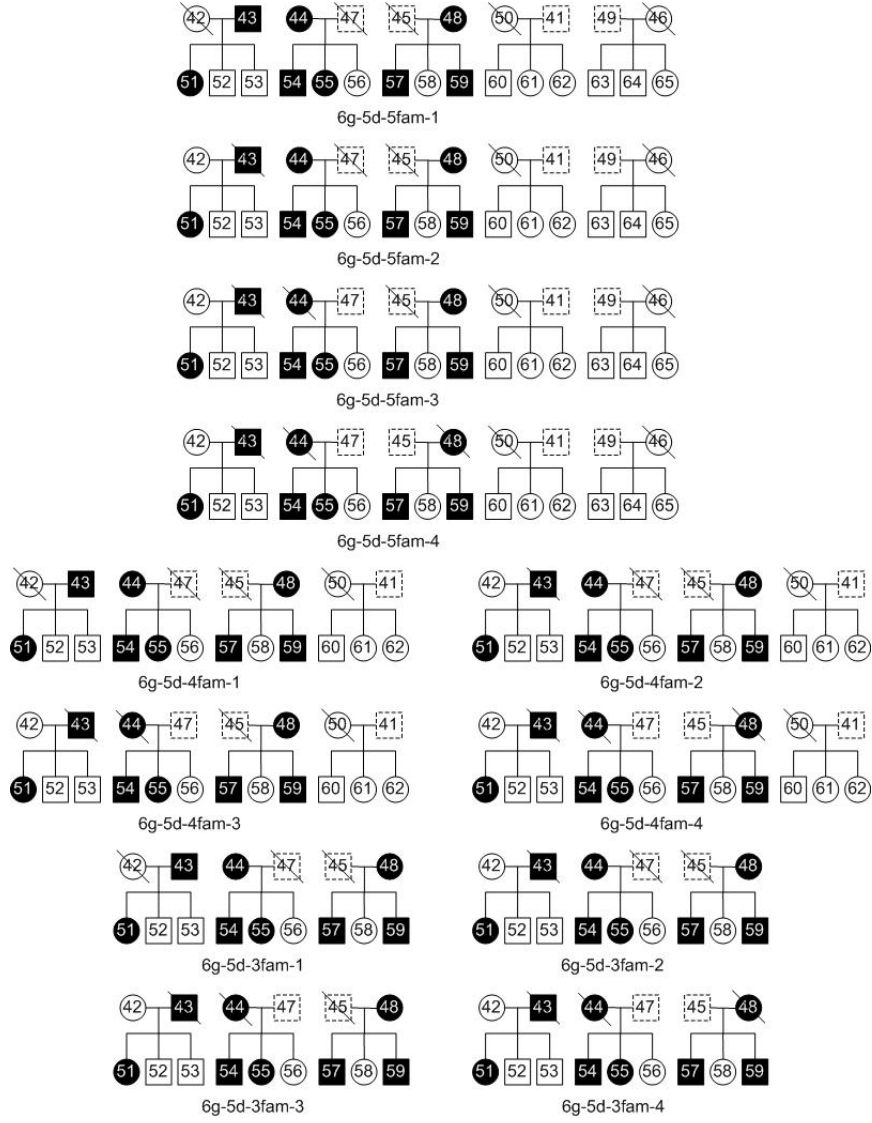 42 43 44 47 45 48 50 41 49 46
51 52 53 54 55 56 57 58 59 60 61 62 63 64 65
6g-5d-5fam-1
42 43 44 47 45 48 50 41 49 46
51 52 53 54 55 56 57 58 59 60 61 62 63 64 65
6g-5d-5fam-2
42 43 44 47 45 48 50 41 49 46
51 52 53 54 55 56 57 58 59 60 61 62 63 64 65
6g-5d-5fam-3
42 43 44 47 45 48 50 41 49 46
51 52 53 54 55 56 57 58 59 60 61 62 63 64 65
6g-5d-5fam-4
42 43 44 47 45 48 50 41
51 52 53 54 55 56 57 58 59 60 61 62
6g-5d-4fam-1
42 43 44 47 45 48 50 41
51 52 53 54 55 56 57 58 59 60 61 62
6g-5d-4fam-2
42 43 44 47 45 48 50 41
51 52 53 54 55 56 57 58 59 60 61 62
6g-5d-4fam-3
42 43 44 47 45 48 50 41
51 52 53 54 55 56 57 58 59 60 61 62
6g-5d-4fam-4
42 43 44 47 45 48
51 52 53 54 55 56 57 58 59
6g-5d-3fam-1
42 43 44 47 45 48
51 52 53 54 55 56 57 58 59
6g-5d-3fam-2
42 43 44 47 45 48
51 52 53 54 55 56 57 58 59
6g-5d-3fam-3
42 43 44 47 45 48
51 52 53 54 55 56 57 58 59
6g-5d-3fam-4